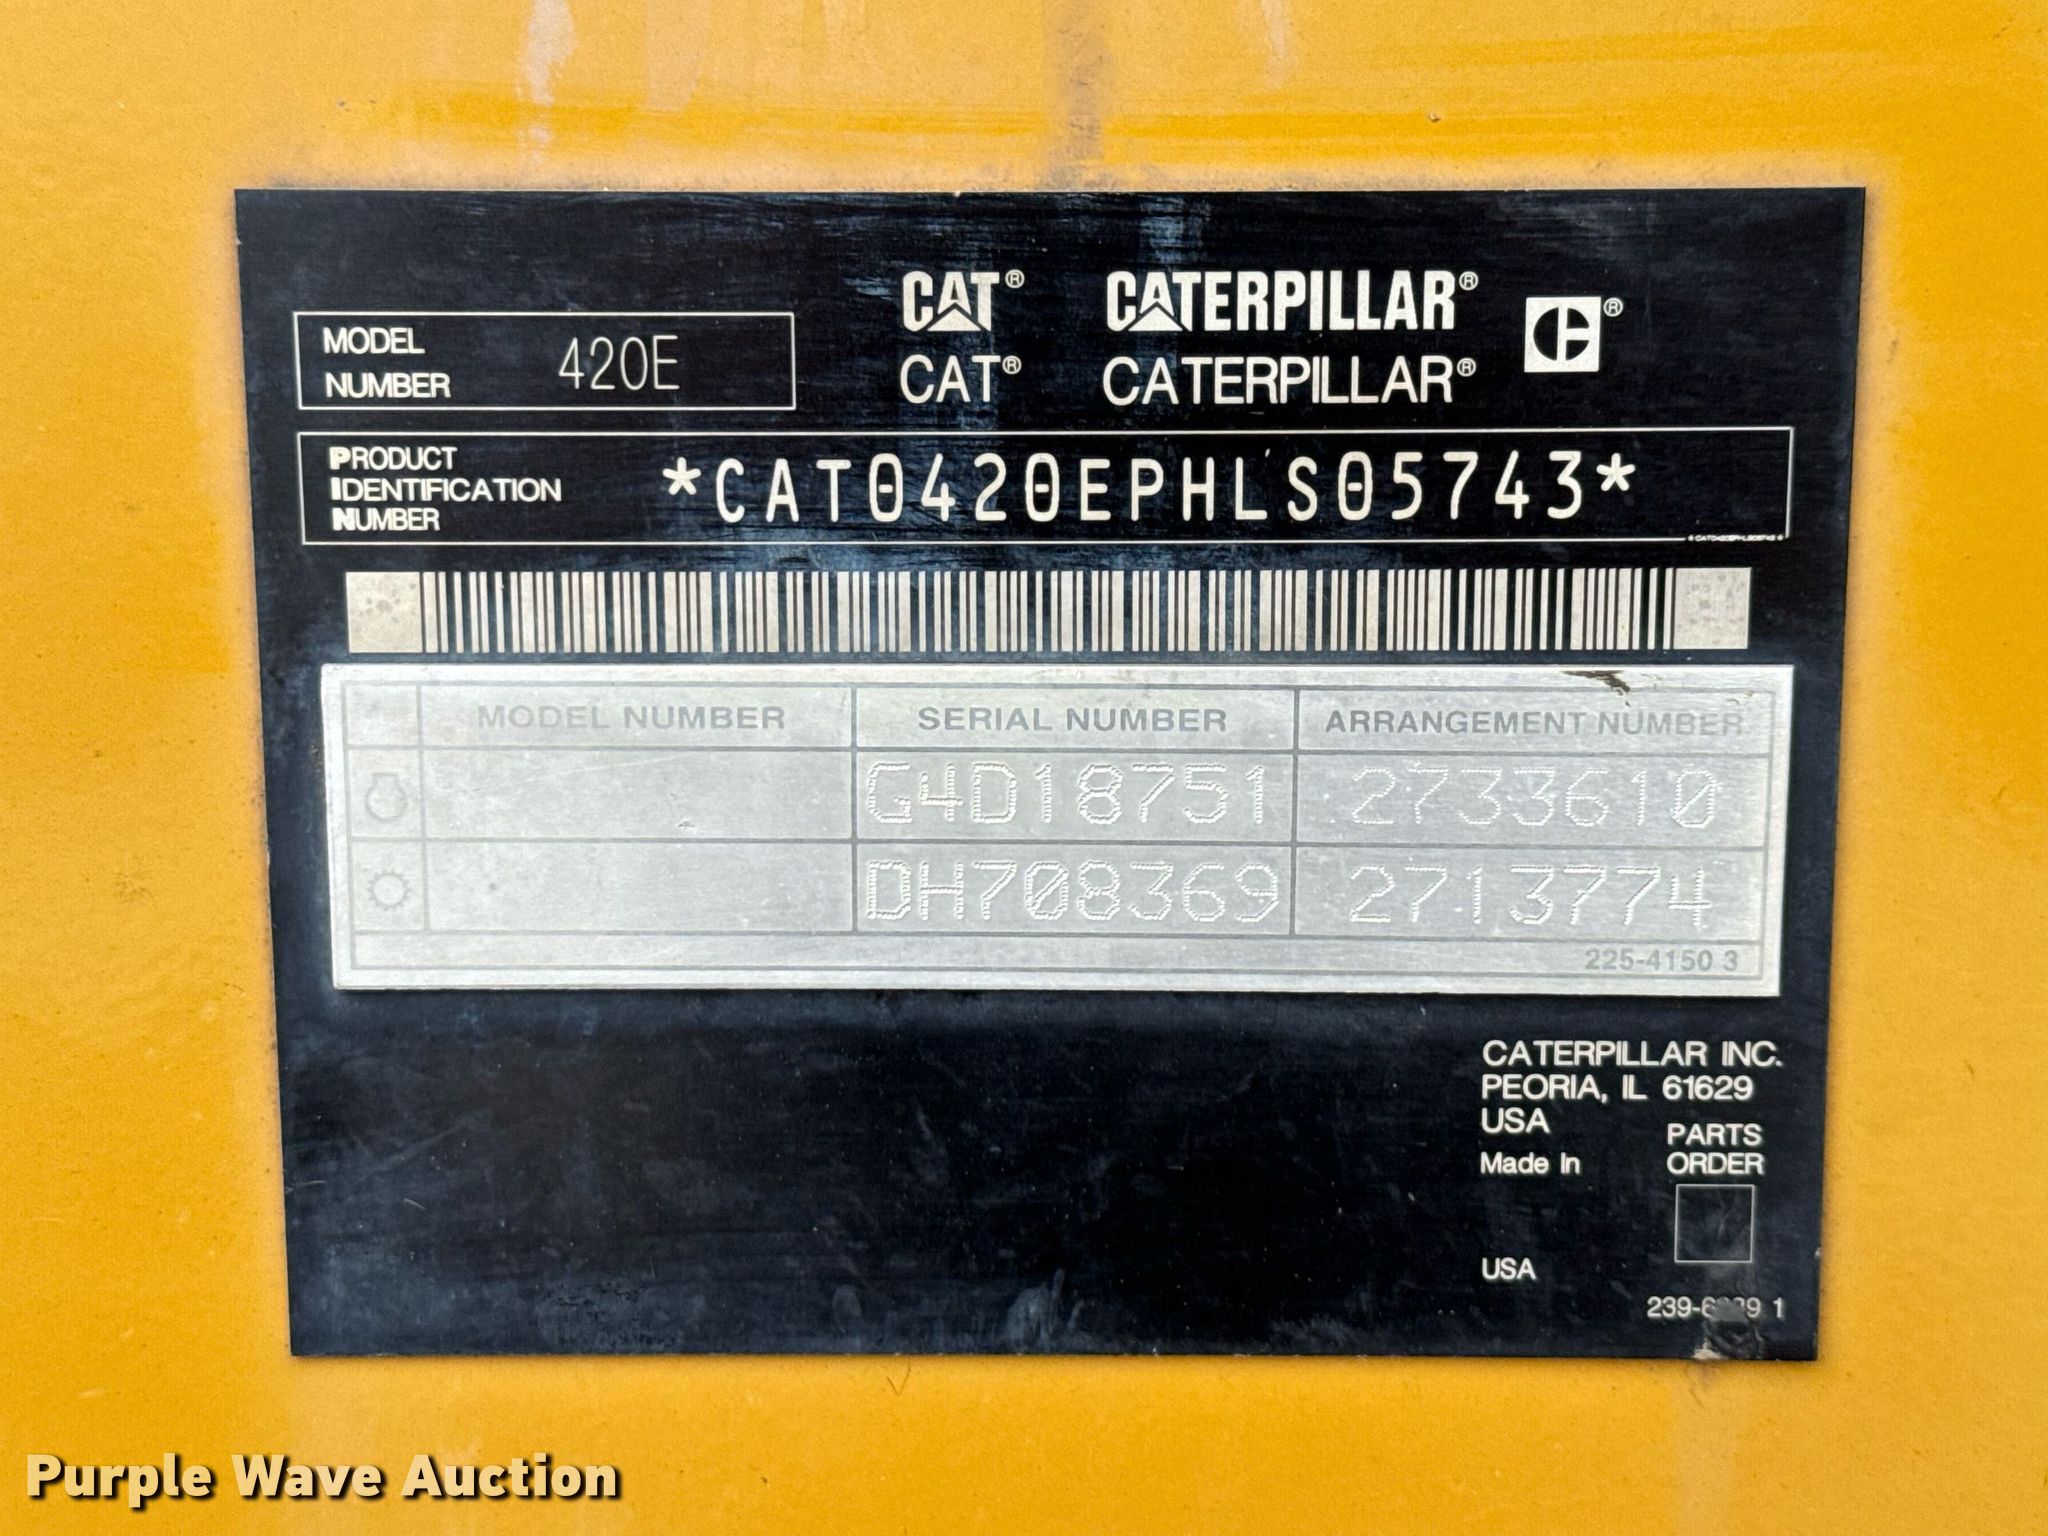 CAT® CATERPILLAR® ®
MODEL NUMBER 420E
CAT® CATERPILLAR®
PRODUCT IDENTIFICATION NUMBER *CAT0420EPHLS05743*
* CAT0420EPHLS05743 *
MODEL NUMBER SERIAL NUMBER ARRANGEMENT NUMBER
G4D18751 2733610
DH708369 2713774
225-4150 3
CATERPILLAR INC.
PEORIA, IL 61629
USA
PARTS ORDER
Made In
USA
1
Purple Wave Auction